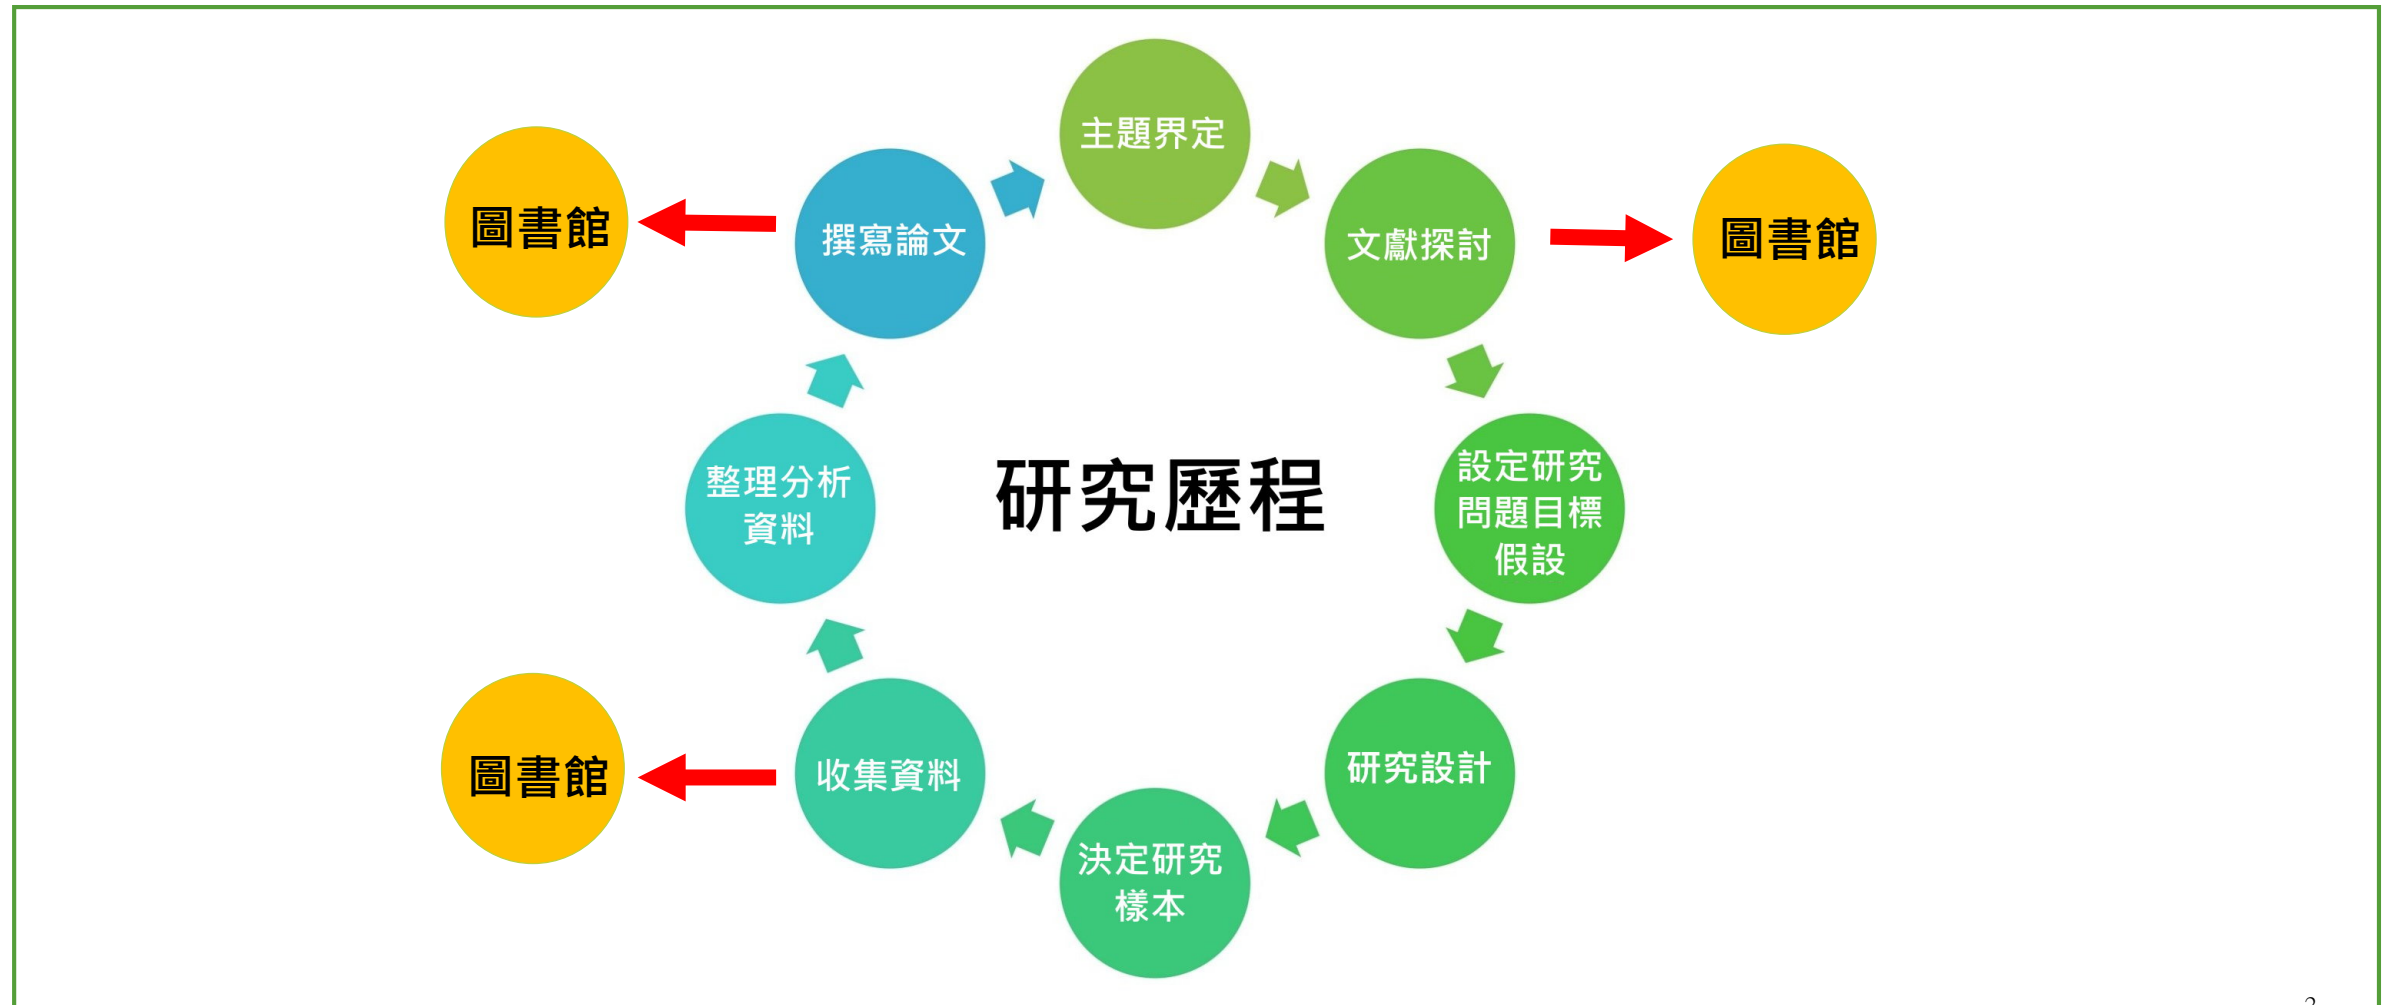 主題界定
圖書館
撰寫論文
文獻探討
圖書館
整理分析
資料
研究歷程
設定研究
問題目標
假設
圖書館
收集資料
研究設計
決定研究
樣本